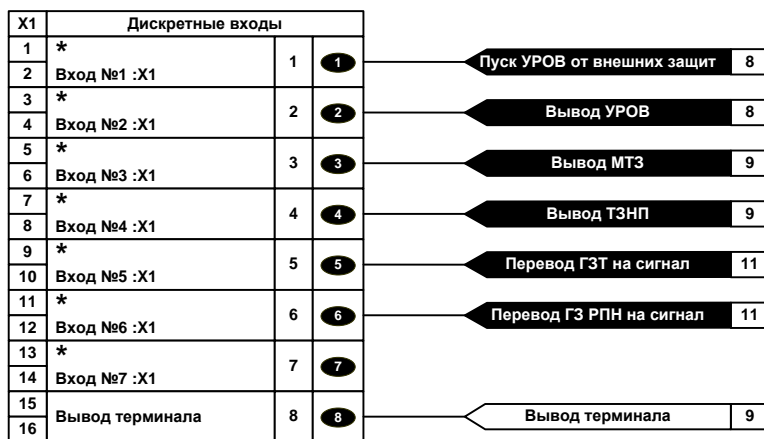 X1 Дискретные входы
1 *
2 Вход №1 :X1 1 1 Пуск УРОВ от внешних защит 8
3 *
4 Вход №2 :X1 2 2 Вывод УРОВ 8
5 *
6 Вход №3 :X1 3 3 Вывод МТЗ 9
7 *
8 Вход №4 :X1 4 4 Вывод ТЗНП 9
9 *
10 Вход №5 :X1 5 5 Перевод ГЗТ на сигнал 11
11 *
12 Вход №6 :X1 6 6 Перевод ГЗ РПН на сигнал 11
13 *
14 Вход №7 :X1 7 7
15
16 Вывод терминала 8 8 Вывод терминала 9